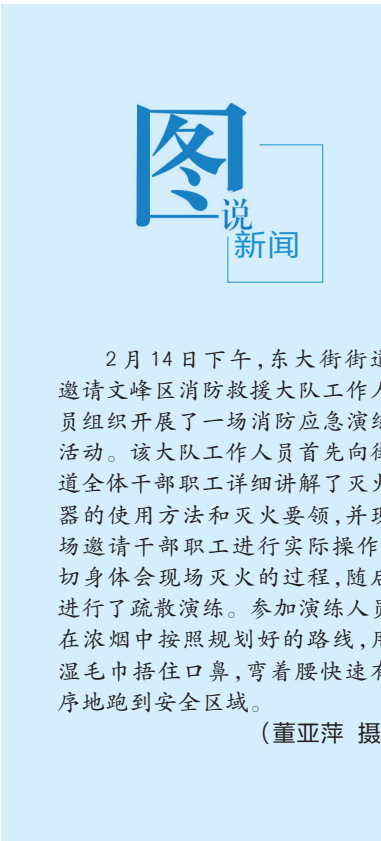 图
说
新闻
2月14日下午,东大街街道
邀请文峰区消防救援大队工作人
员组织开展了一场消防应急演练
活动。该大队工作人员首先向街
道全体干部职工详细讲解了灭火
器的使用方法和灭火要领,并现
场邀请干部职工进行实际操作
切身体会现场灭火的过程,随后
进行了疏散演练。参加演练人员
在浓烟中按照规划好的路线,用
湿毛巾捂住口鼻,弯着腰快速有
序地跑到安全区域。
(董亚萍 摄